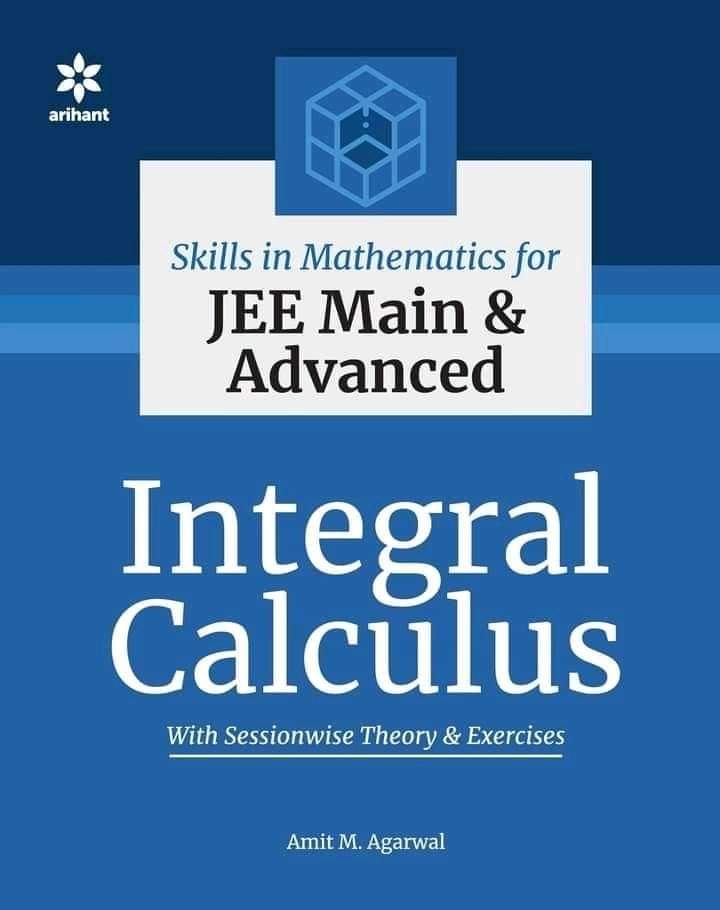 arihant
Skills in Mathematics for
JEE Main &
Advanced
Integral
Calculus
With Sessionwise Theory & Exercises
Amit M. Agarwal